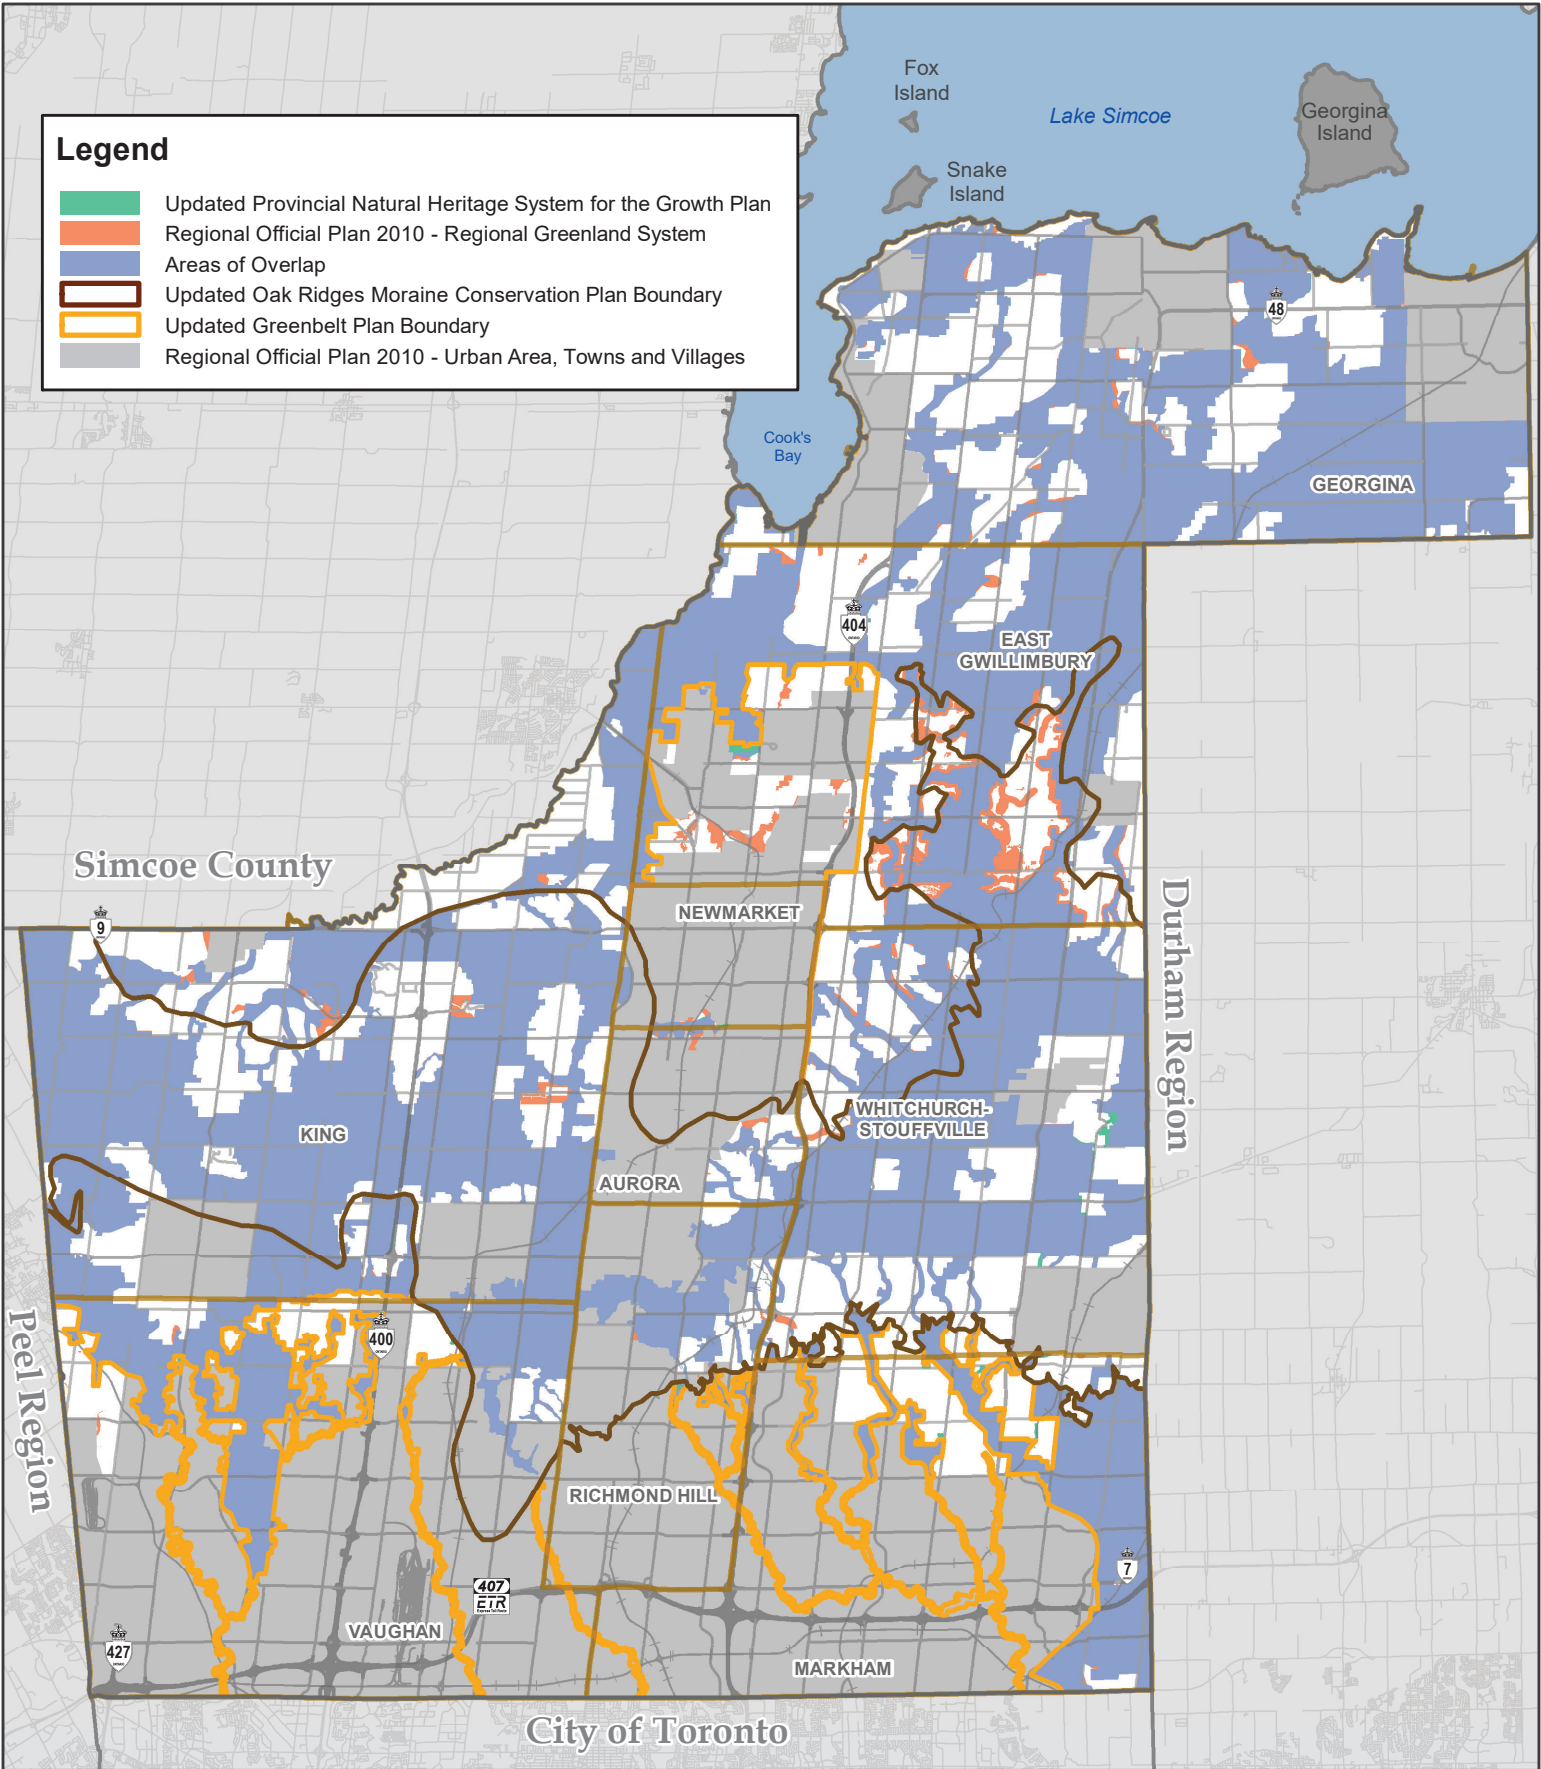 Fox
Island
Lake Simcoe
Georgina
Island
Snake
Island
Legend
Updated Provincial Natural Heritage System for the Growth Plan
Regional Official Plan 2010 - Regional Greenland System
Areas of Overlap
Updated Oak Ridges Moraine Conservation Plan Boundary
Updated Greenbelt Plan Boundary
Regional Official Plan 2010 - Urban Area, Towns and Villages
48
Cook's
Bay
GEORGINA
404
EAST
GWILLIMBURY
Simcoe County
NEWMARKET
9
Durham Region
WHITCHURCH-
STOUFFVILLE
KING
AURORA
400
Peel Region
RICHMOND HILL
7
407
ETR
VAUGHAN
427
MARKHAM
City of Toronto